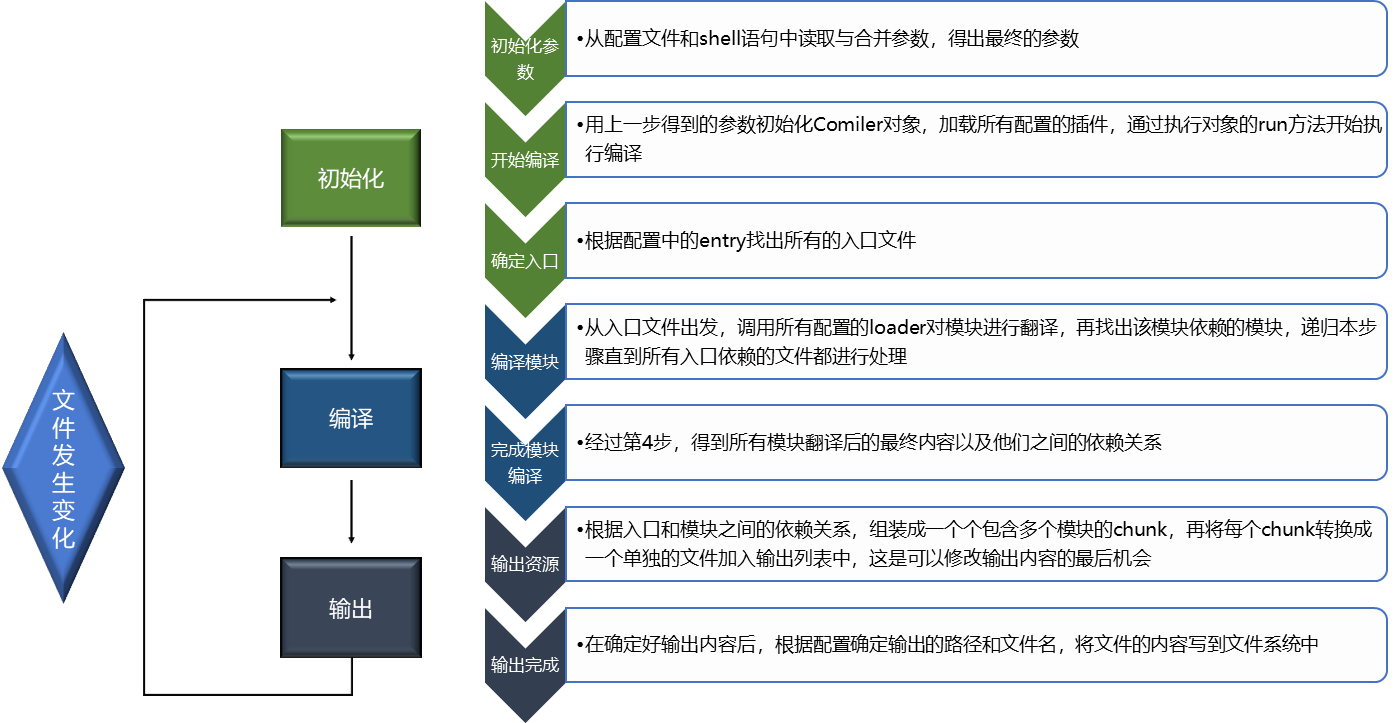 初始化
编译
输出
文
件
发
生
变
化
初始化参
数
•从配置文件和shell语句中读取与合并参数，得出最终的参数
开始编译
•用上一步得到的参数初始化Comiler对象，加载所有配置的插件，通过执行对象的run方法开始执
行编译
确定入口
•根据配置中的entry找出所有的入口文件
编译模块
•从入口文件出发，调用所有配置的loader对模块进行翻译，再找出该模块依赖的模块，递归本步
骤直到所有入口依赖的文件都进行处理
完成模块
编译
•经过第4步，得到所有模块翻译后的最终内容以及他们之间的依赖关系
输出资源
•根据入口和模块之间的依赖关系，组装成一个个包含多个模块的chunk，再将每个chunk转换成
一个单独的文件加入输出列表中，这是可以修改输出内容的最后机会
输出完成
•在确定好输出内容后，根据配置确定输出的路径和文件名，将文件的内容写到文件系统中